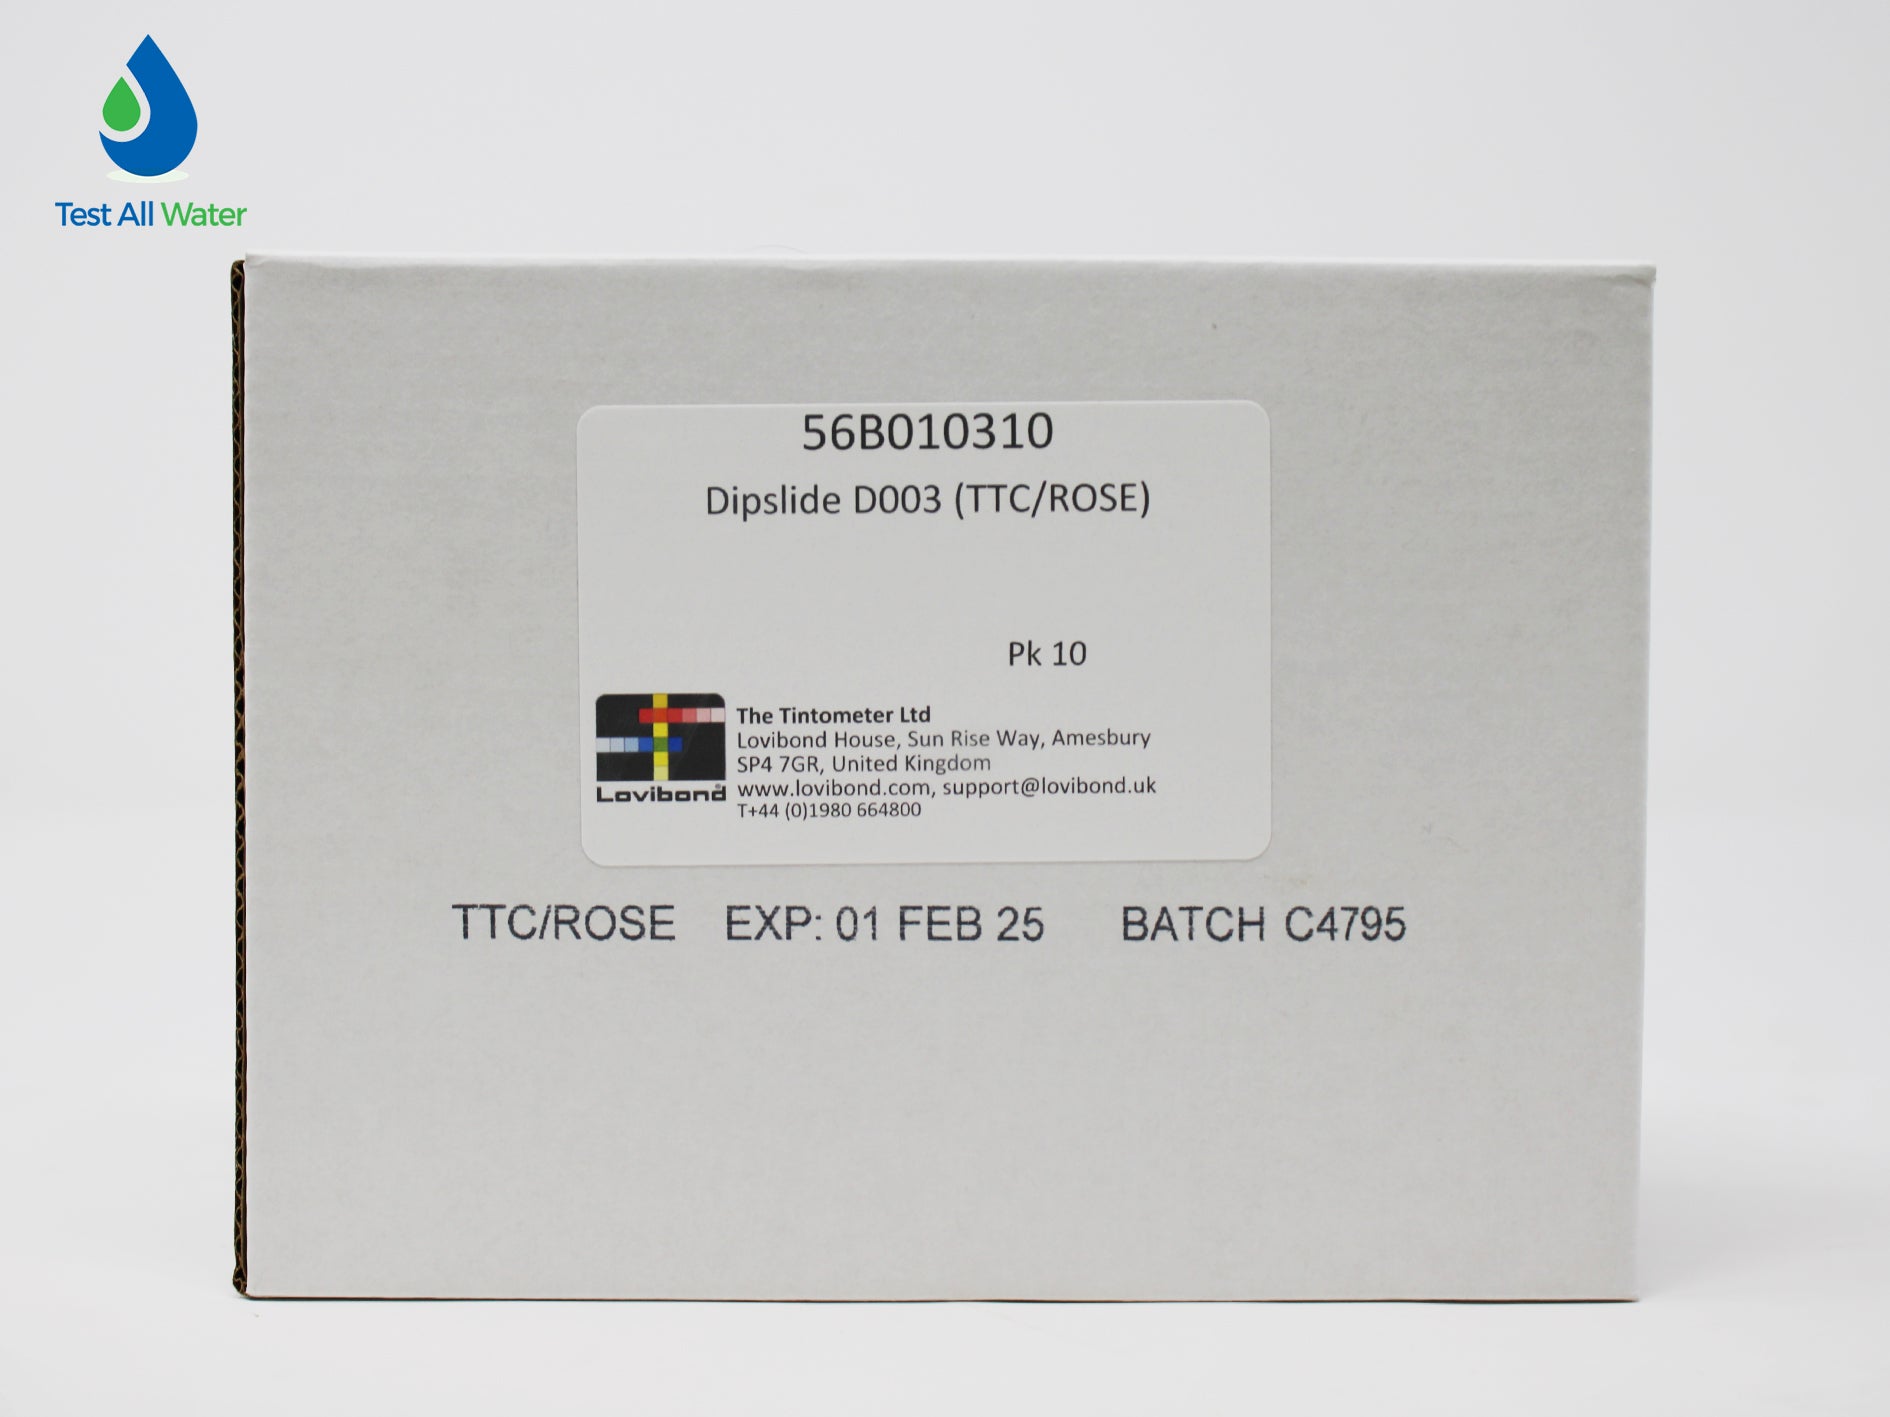 Test All Water
56B010310
Dipslide D003 (TTC/ROSE)
Pk 10
The Tintometer Ltd
Lovibond House, Sun Rise Way, Amesbury
SP4 7GR, United Kingdom
www.lovibond.com, support@lovibond.uk
T+44 (0)1980 664800
Lovibond®
TTC/ROSE EXP: 01 FEB 25 BATCH C4795